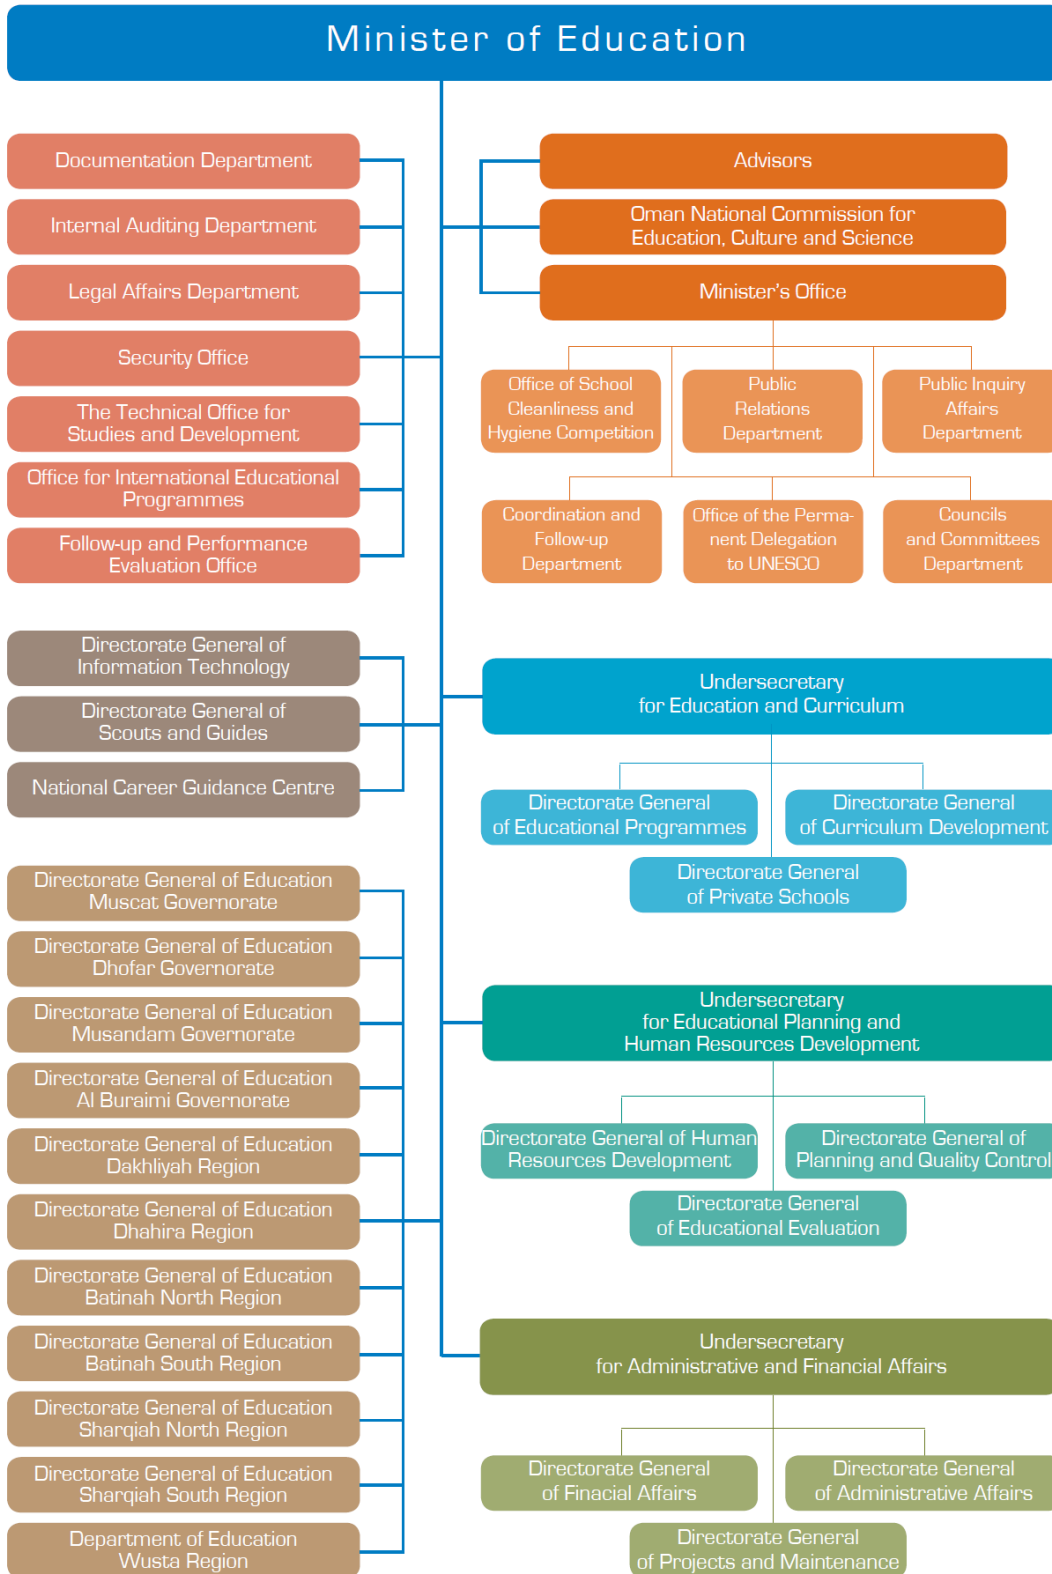 Minister of Education
Documentation Department
Internal Auditing Department
Legal Affairs Department
Security Office
The Technical Office for
Studies and Development
Office for International Educational
Programmes
Follow-up and Performance
Evaluation Office
Advisors
Oman National Commission for
Education, Culture and Science
Minister's Office
Office of School
Cleanliness and
Hygiene Competition
Public
Relations
Department
Public Inquiry
Affairs
Department
Coordination and
Follow-up
Department
Office of the Perma-
nent Delegation
to UNESCO
Councils
and Committees
Department
Directorate General of
Information Technology
Directorate General of
Scouts and Guides
National Career Guidance Centre
Undersecretary
for Education and Curriculum
Directorate General
of Educational Programmes
Directorate General
of Curriculum Development
Directorate General
of Private Schools
Directorate General of Education
Muscat Governorate
Directorate General of Education
Dhofar Governorate
Directorate General of Education
Musandam Governorate
Directorate General of Education
Al Buraimi Governorate
Directorate General of Education
Dakhliyah Region
Directorate General of Education
Dhahira Region
Directorate General of Education
Batinah North Region
Directorate General of Education
Batinah South Region
Directorate General of Education
Sharqiah North Region
Directorate General of Education
Sharqiah South Region
Department of Education
Wusta Region
Undersecretary
for Educational Planning and
Human Resources Development
Directorate General of Human
Resources Development
Directorate General of
Planning and Quality Control
Directorate General
of Educational Evaluation
Undersecretary
for Administrative and Financial Affairs
Directorate General
of Finacial Affairs
Directorate General
of Administrative Affairs
Directorate General
of Projects and Maintenance